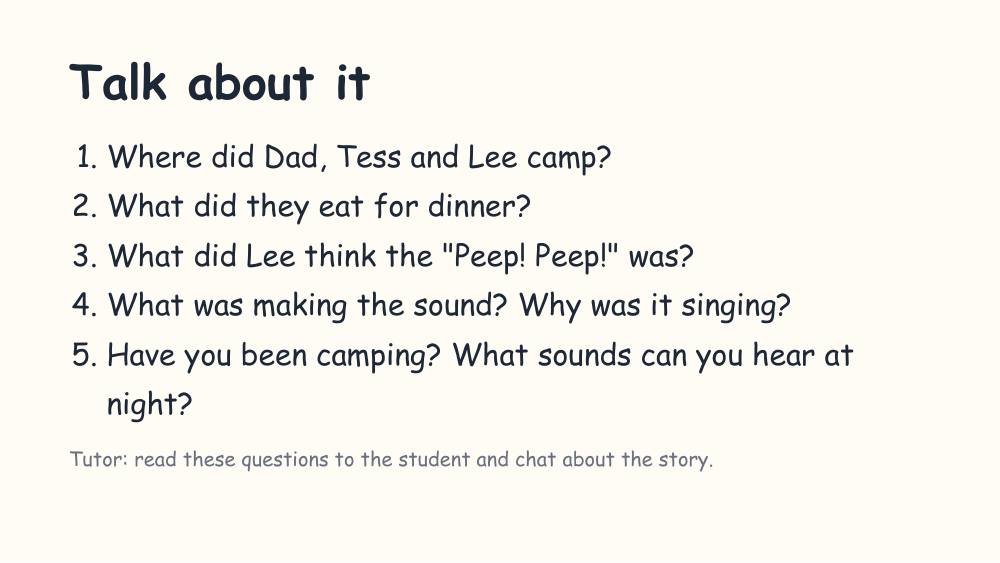 Talk about it
1. Where did Dad, Tess and Lee camp?
2. What did they eat for dinner?
3. What did Lee think the "Peep! Peep!" was?
4. What was making the sound? Why was it singing?
5. Have you been camping? What sounds can you hear at
night?
Tutor: read these questions to the student and chat about the story.